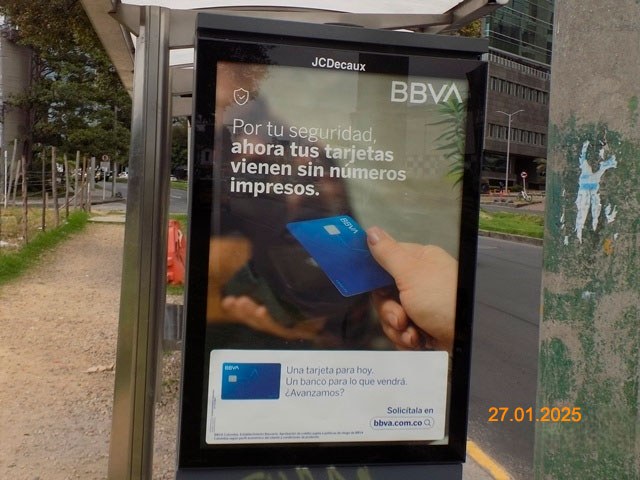 JCDecaux
BBVA
Por tu seguridad,
ahora tus tarjetas
vienen sin números
impresos.
BBVA
BBVA
Una tarjeta para hoy.
Un banco para lo que vendrá.
¿Avanzamos?
Solicítala en
bbva.com.co
27.01.2025